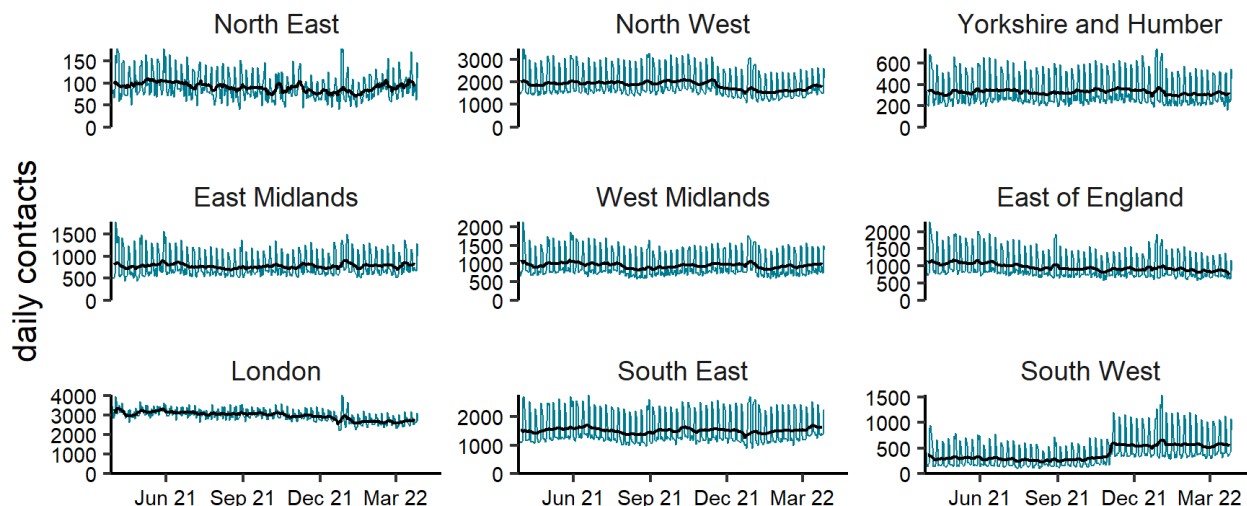 North East
North West
Yorkshire and Humber
150
100
50
0
3000
2000
1000
0
600
400
200
0
daily contacts
East Midlands
West Midlands
East of England
1500
1000
500
0
2000
1500
1000
500
0
2000
1500
1000
500
0
London
South East
South West
4000
3000
2000
1000
0
2000
1000
0
1500
1000
500
0
Jun 21 Sep 21 Dec 21 Mar 22
Jun 21 Sep 21 Dec 21 Mar 22
Jun 21 Sep 21 Dec 21 Mar 22